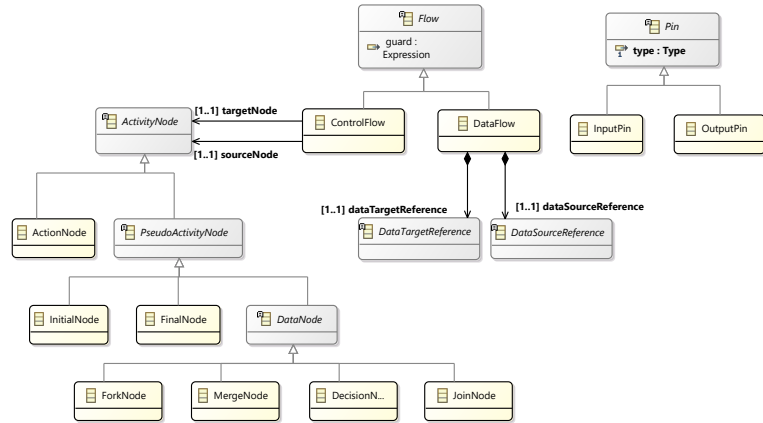 Flow
guard :
Expression
Pin
type : Type
1
[1..1] targetNode
ActivityNode
ControlFlow
DataFlow
InputPin
OutputPin
[1..1] sourceNode
[1..1] dataTargetReference
[1..1] dataSourceReference
ActionNode
PseudoActivityNode
DataTargetReference
DataSourceReference
InitialNode
FinalNode
DataNode
ForkNode
MergeNode
DecisionN...
JoinNode